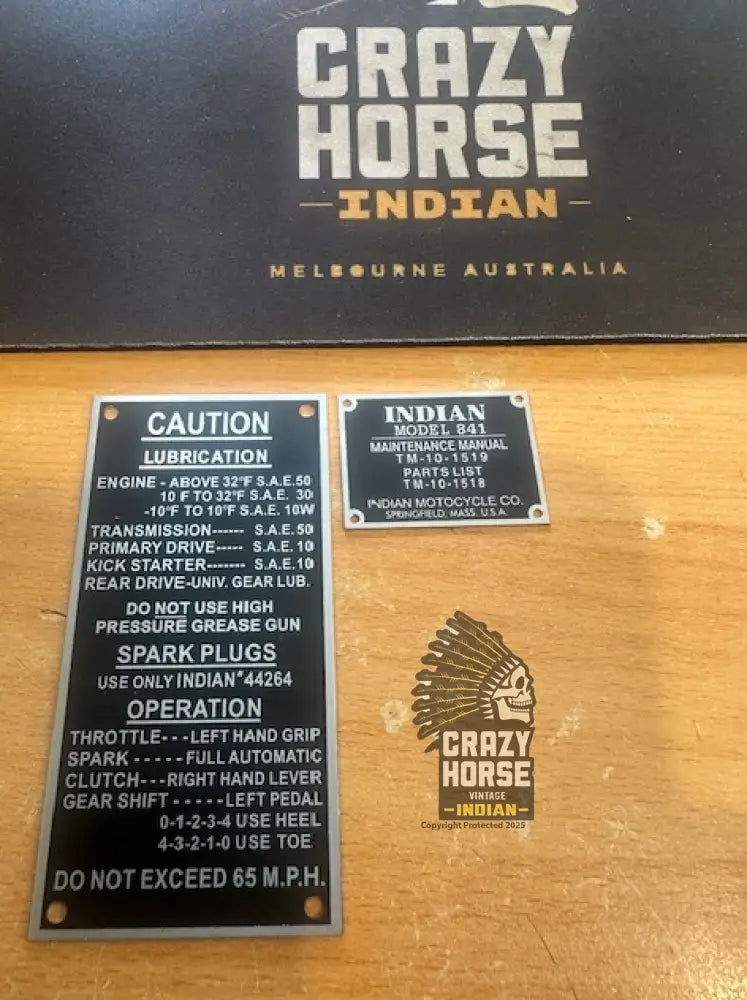 CRAZY
HORSE
INDIAN
MELBOURNE AUSTRALIA
CAUTION
LUBRICATION
ENGINE - ABOVE 32°F S.A.E.50
10 F TO 32°F S.A.E. 30
-10°F TO 10°F S.A.E. 10W
TRANSMISSION------ S.A.E.50
PRIMARY DRIVE----- S.A.E.10
KICK STARTER------- S.A.E.10
REAR DRIVE-UNIV. GEAR LUB.
DO NOT USE HIGH
PRESSURE GREASE GUN
SPARK PLUGS
USE ONLY INDIAN #44264
OPERATION
THROTTLE---LEFT HAND GRIP
SPARK -----FULL AUTOMATIC
CLUTCH---RIGHT HAND LEVER
GEAR SHIFT -----LEFT PEDAL
0-1-2-3-4 USE HEEL
4-3-2-1-0 USE TOE
DO NOT EXCEED 65 M.P.H.
INDIAN
MODEL 841
MAINTENANCE MANUAL
TM-10-1519
PARTS LIST
TM-10-1518
INDIAN MOTOCYCLE CO.
SPRINGFIELD, MASS. U.S.A.
CRAZY
HORSE
VINTAGE
-INDIAN-
Copyright Protected 2025